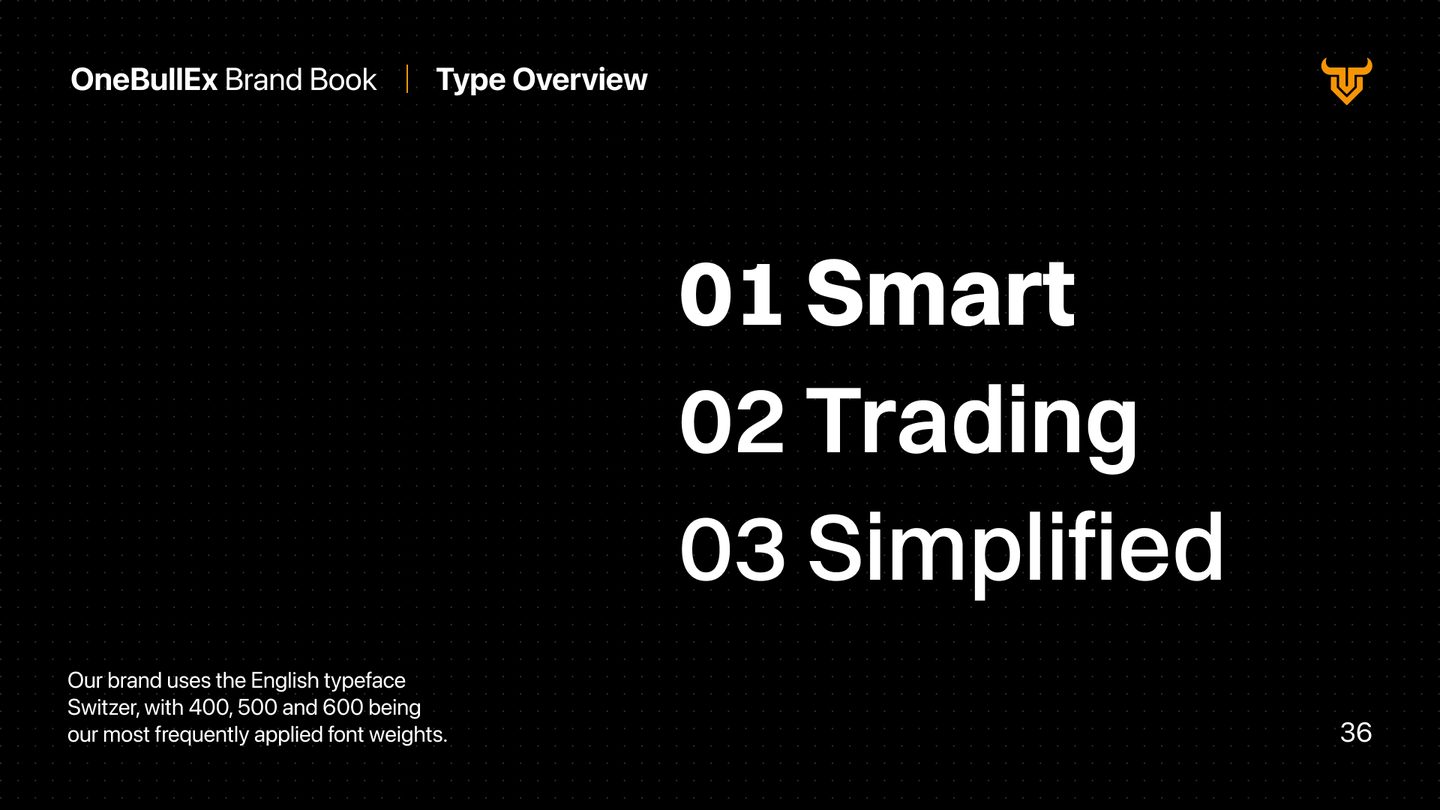 OneBullEx Brand Book | Type Overview
01 Smart
02 Trading
03 Simplified
Our brand uses the English typeface
Switzer, with 400, 500 and 600 being
our most frequently applied font weights.
36